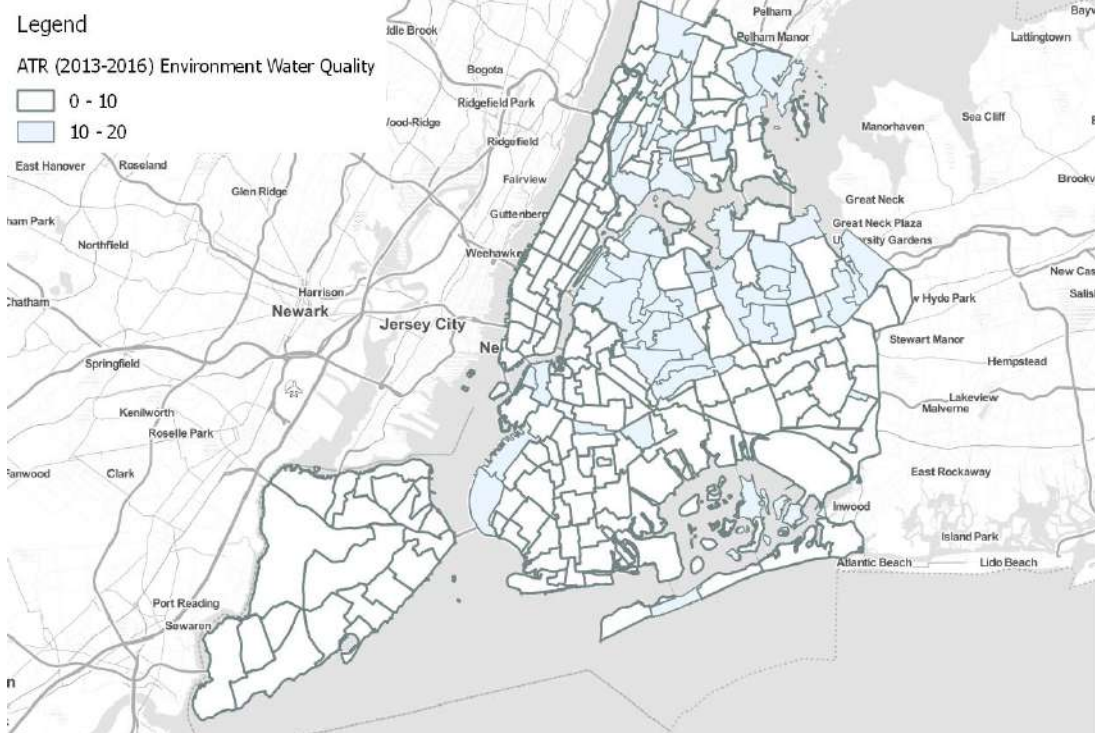 Legend
ATR (2013-2016) Environment Water Quality
0 - 10
10 - 20
Pelham
Pelham Manor
Lattingtown
Bogota
Ridgefield Park
Ridgefield
Manorhaven
Sea Cliff
East Hanover
Roseland
Glen Ridge
Fairview
Great Neck
Guttenberg
Great Neck Plaza
Northfield
Harrison
Newark
Jersey City
Stewart Manor
Springfield
Hempstead
Kenilworth
Lakeview
Malverne
Roselle Park
Clark
East Rockaway
Inwood
Island Park
Atlantic Beach
Lido Beach
Port Reading
Sewaren